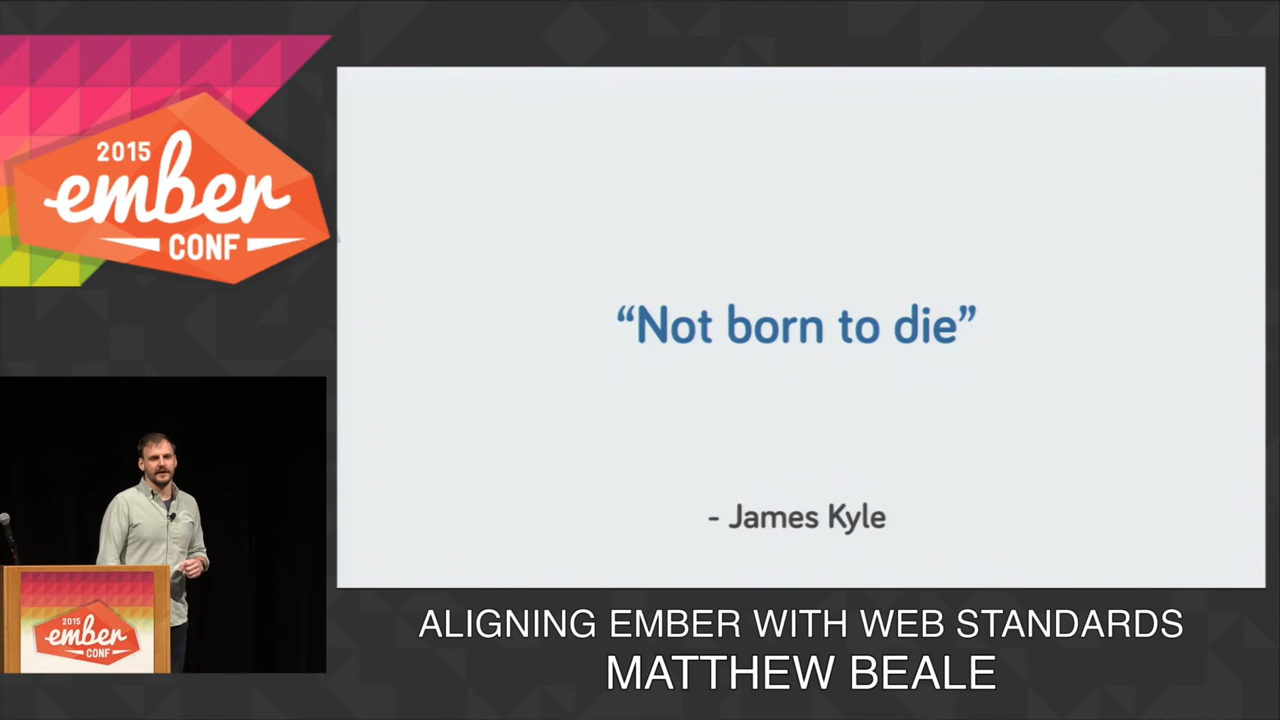 2015
ember
CONF
“Not born to die”
- James Kyle
2015
ember
CONF
ALIGNING EMBER WITH WEB STANDARDS
MATTHEW BEALE